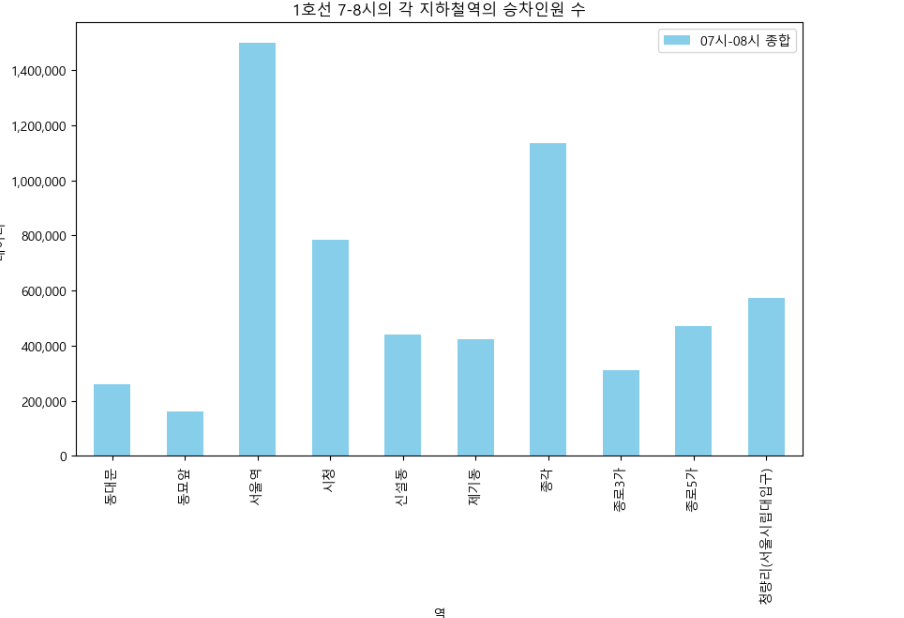 1호선 7-8시의 각 지하철역의 승차인원 수
07시-08시 종합
1,400,000
1,200,000
1,000,000
800,000
600,000
400,000
200,000
0
동대문
동묘앞
서울역
시청
신설동
제기동
종각
종로3가
종로5가
청량리(서울시립대입구)
역